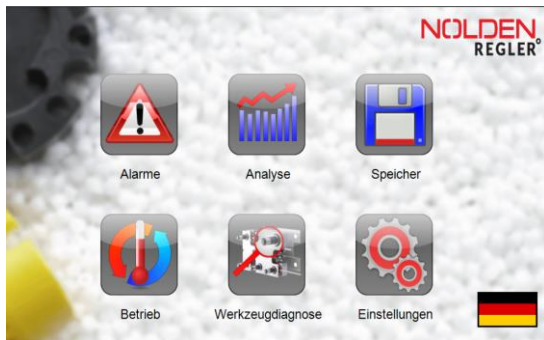 NOLDEN
REGLER°
Alarme
Analyse
Speicher
Betrieb
Werkzeugdiagnose
Einstellungen